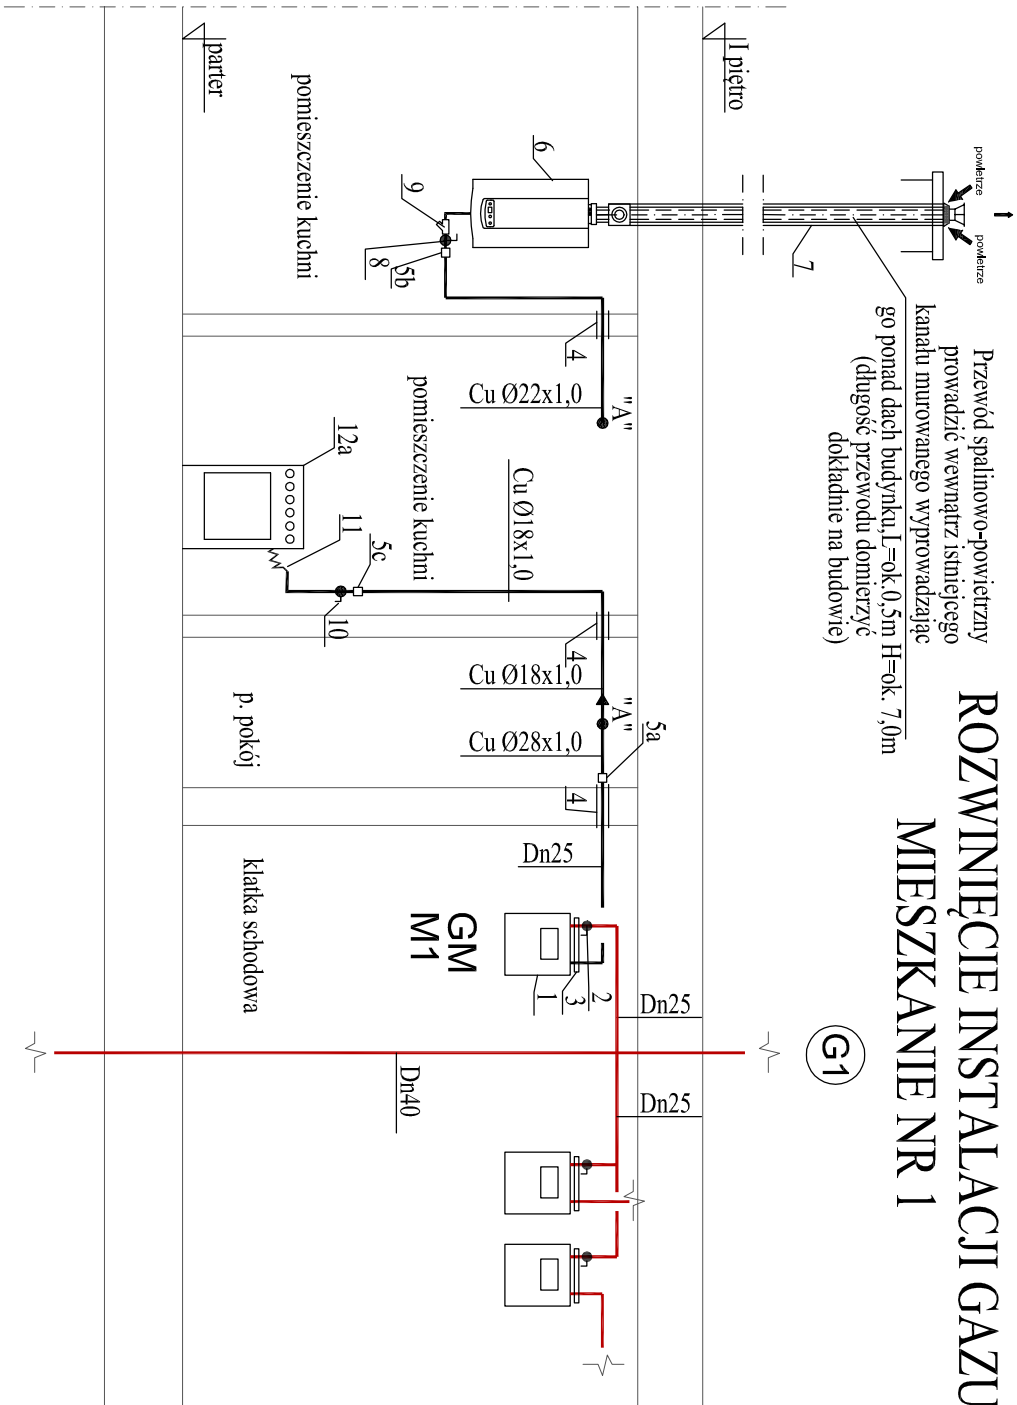 ROZWINIĘCIE INSTALACJI GAZU
MIESZKANIE NR 1
powietrze
powietrze
Przewód spalinowo-powietrzny
prowadzić wewnątrz istniejcego
kanału murowanego wyprowadzając
go ponad dach budynku,L=ok.0,5m H=ok. 7,0m
(długość przewodu domierzyć
dokładnie na budowie)
7
G1
I piętro
6
9
8
5b
4
"A"
Cu Ø22x1,0
Cu Ø18x1,0
4
Cu Ø18x1,0
"A"
5a
Cu Ø28x1,0
4
Dn25
Dn25
Dn25
2
3
1
GM
M1
pomieszczenie kuchni
pomieszczenie kuchni
12a
11
5c
10
p. pokój
klatka schodowa
Dn40
parter